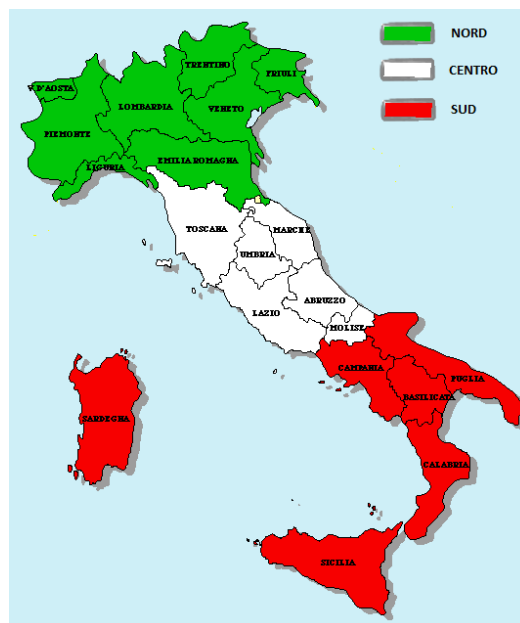 NORD
CENTRO
SUD
TRENTINO
FRIULI
V.D'AOSTA
LOMBARDIA
VENETO
PIEMONTE
EMILIA ROMAGNA
LIGURIA
TOSCANA
MARCHE
UMBRIA
ABRUZZO
LAZIO
MOLISE
CAMPANIA
PUGLIA
BASILICATA
SARDEGNA
CALABRIA
SICILIA